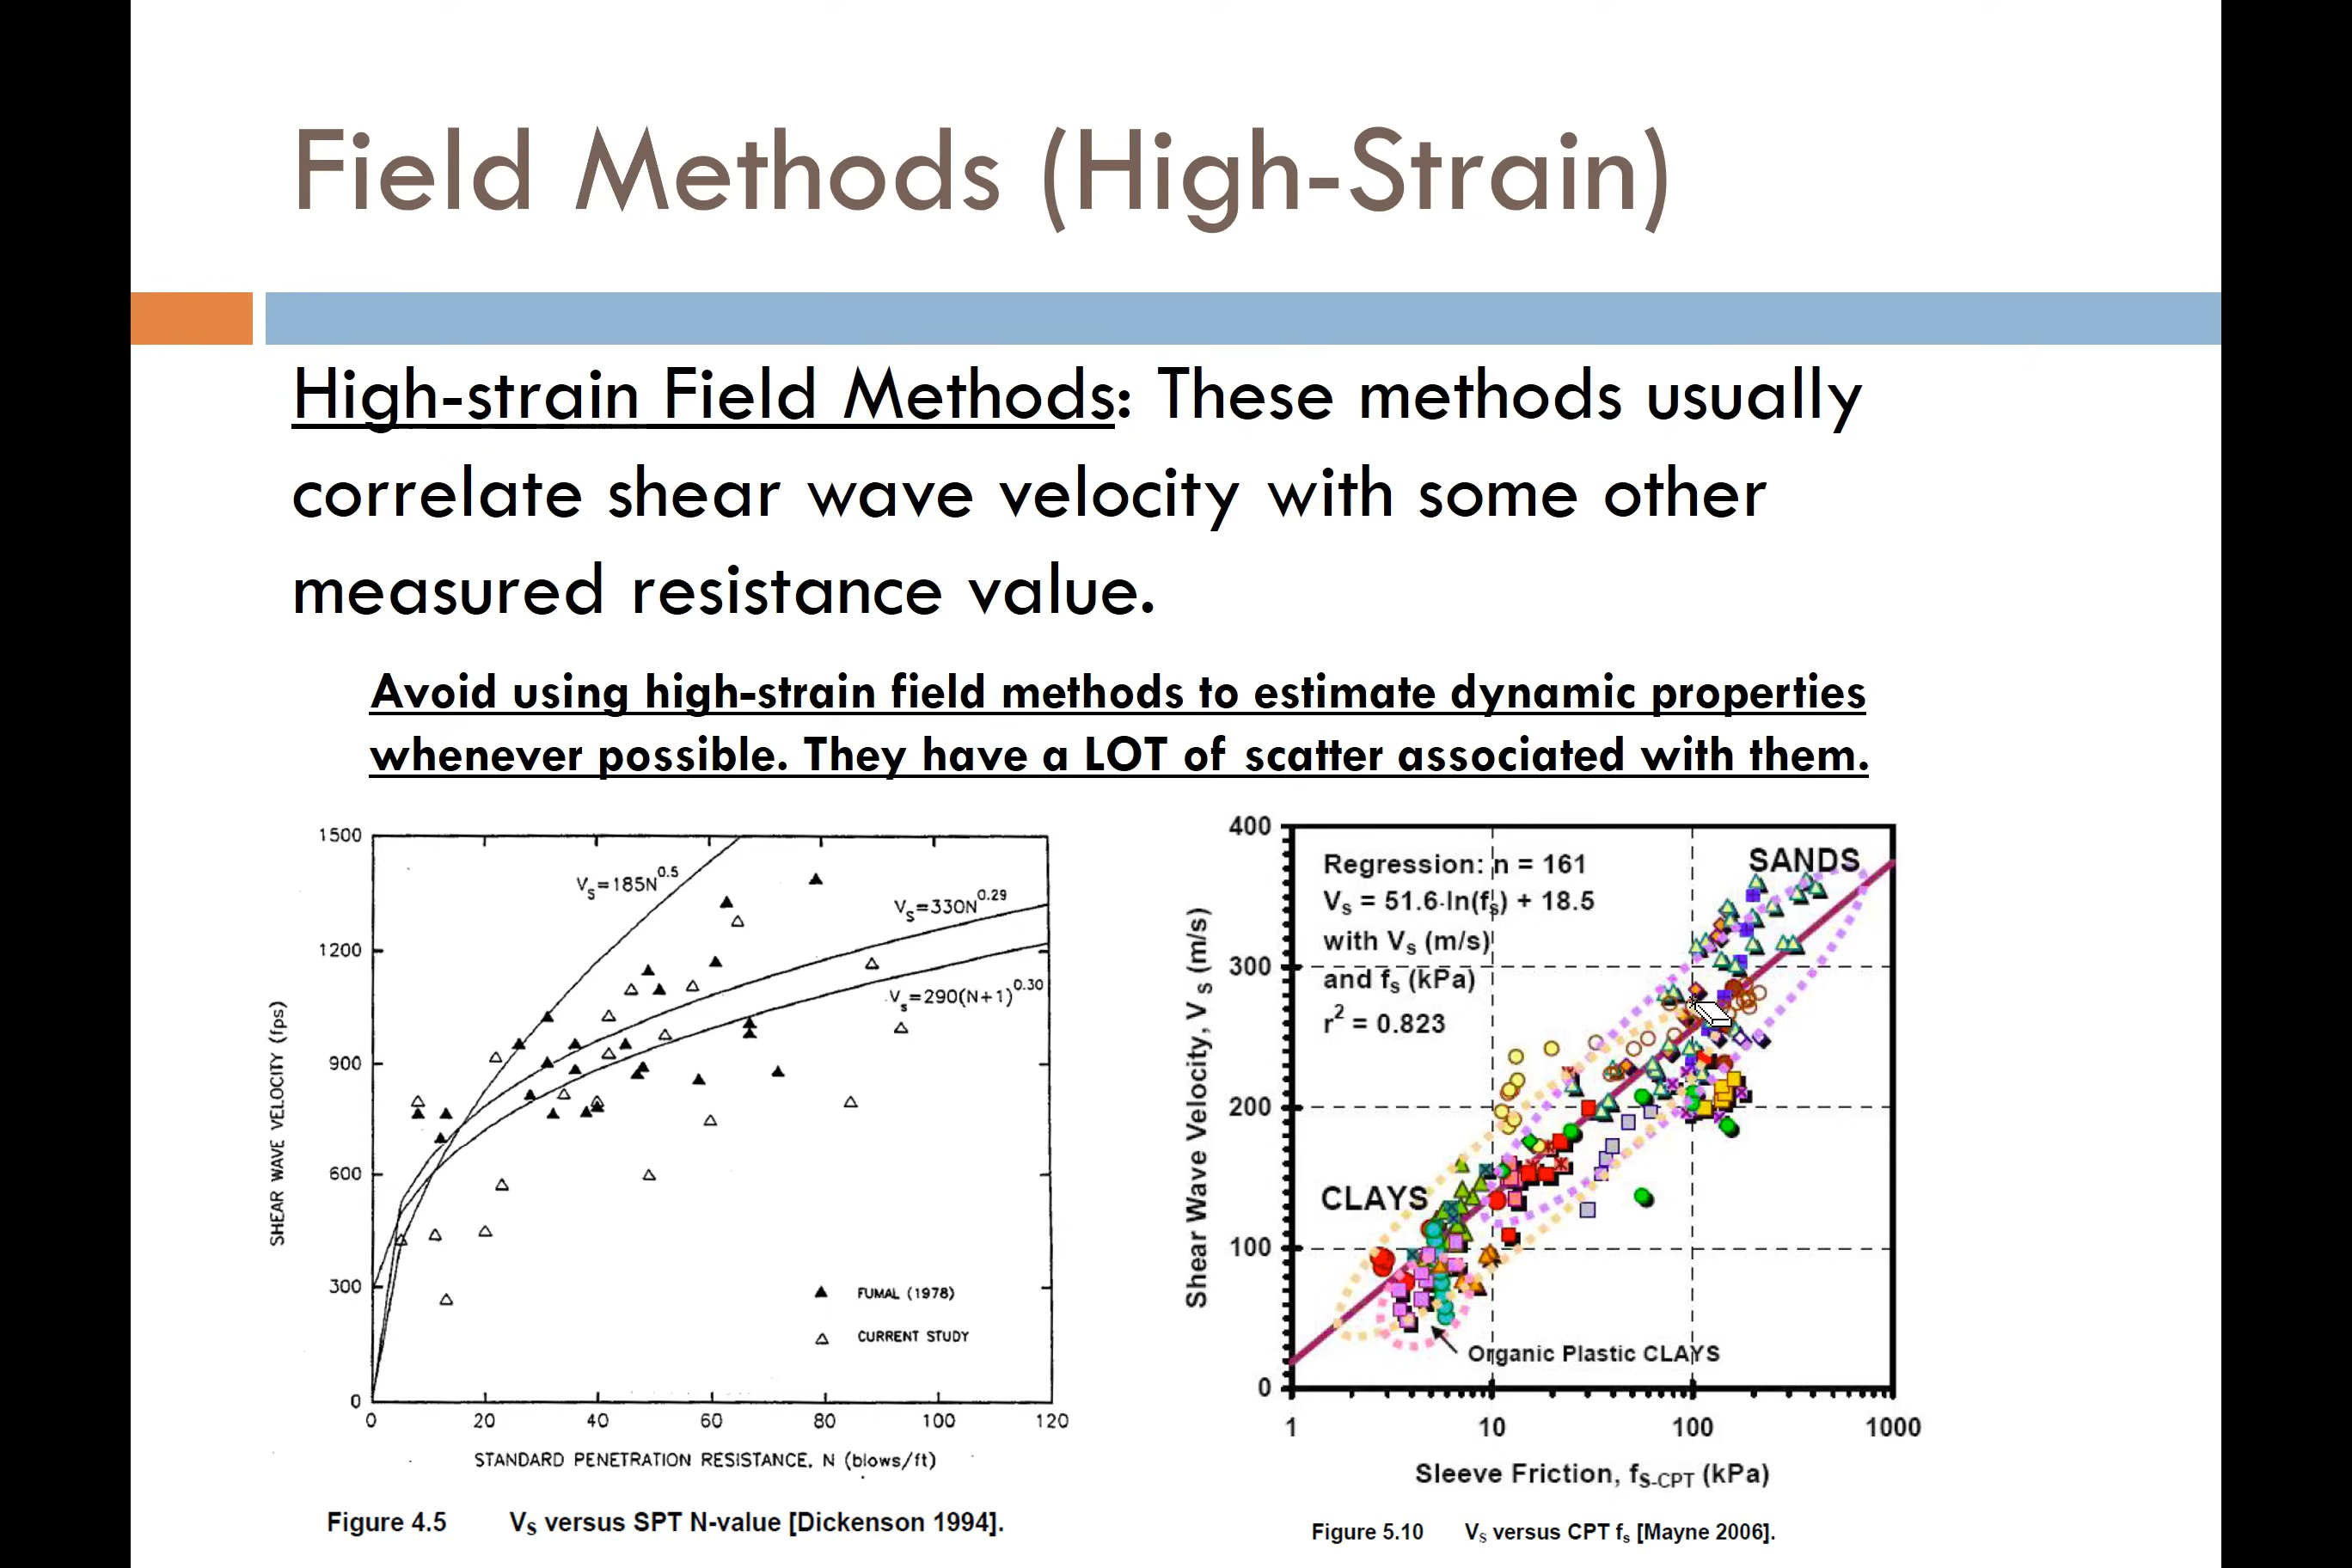 Field Methods (High-Strain)
High-strain Field Methods: These methods usually
correlate shear wave velocity with some other
measured resistance value.
Avoid using high-strain field methods to estimate dynamic properties
whenever possible. They have a LOT of scatter associated with them.
1500
1200
900
600
300
0
SHEAR WAVE VELOCITY (fps)
Vs=185N^0.5
Vs=330N^0.29
Vs=290(N+1)^0.30
▲ FUMAL (1978)
△ CURRENT STUDY
0 20 40 60 80 100 120
STANDARD PENETRATION RESISTANCE, N (blows/ft)
Figure 4.5 Vs versus SPT N-value [Dickenson 1994].
400
300
200
100
0
Shear Wave Velocity, Vs (m/s)
Regression: n = 161
Vs = 51.6·ln(fs) + 18.5
with Vs (m/s)
and fs (kPa)
r² = 0.823
SANDS
CLAYS
Organic Plastic CLAYS
1 10 100 1000
Sleeve Friction, fS-CPT (kPa)
Figure 5.10 Vs versus CPT fs [Mayne 2006].